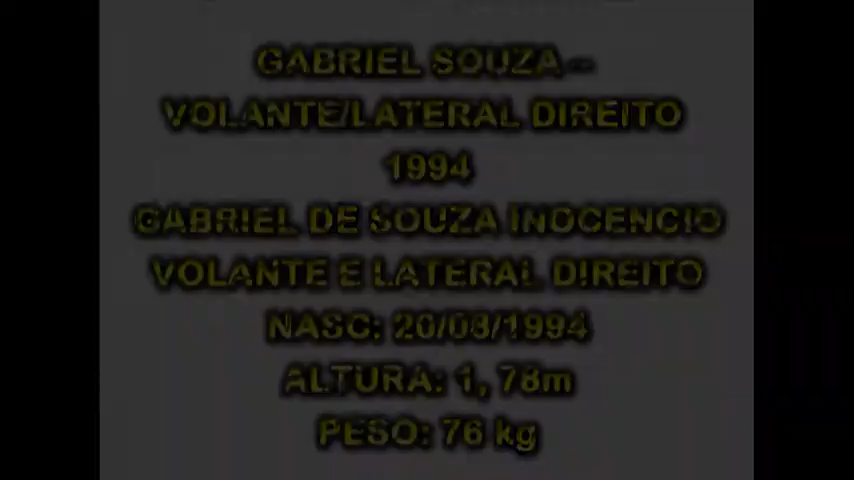 GABRIEL SOUZA –
VOLANTE/LATERAL DIREITO
1994
GABRIEL DE SOUZA INOCENCIO
VOLANTE E LATERAL DIREITO
NASC: 20/08/1994
ALTURA: 1, 78m
PESO: 76 kg